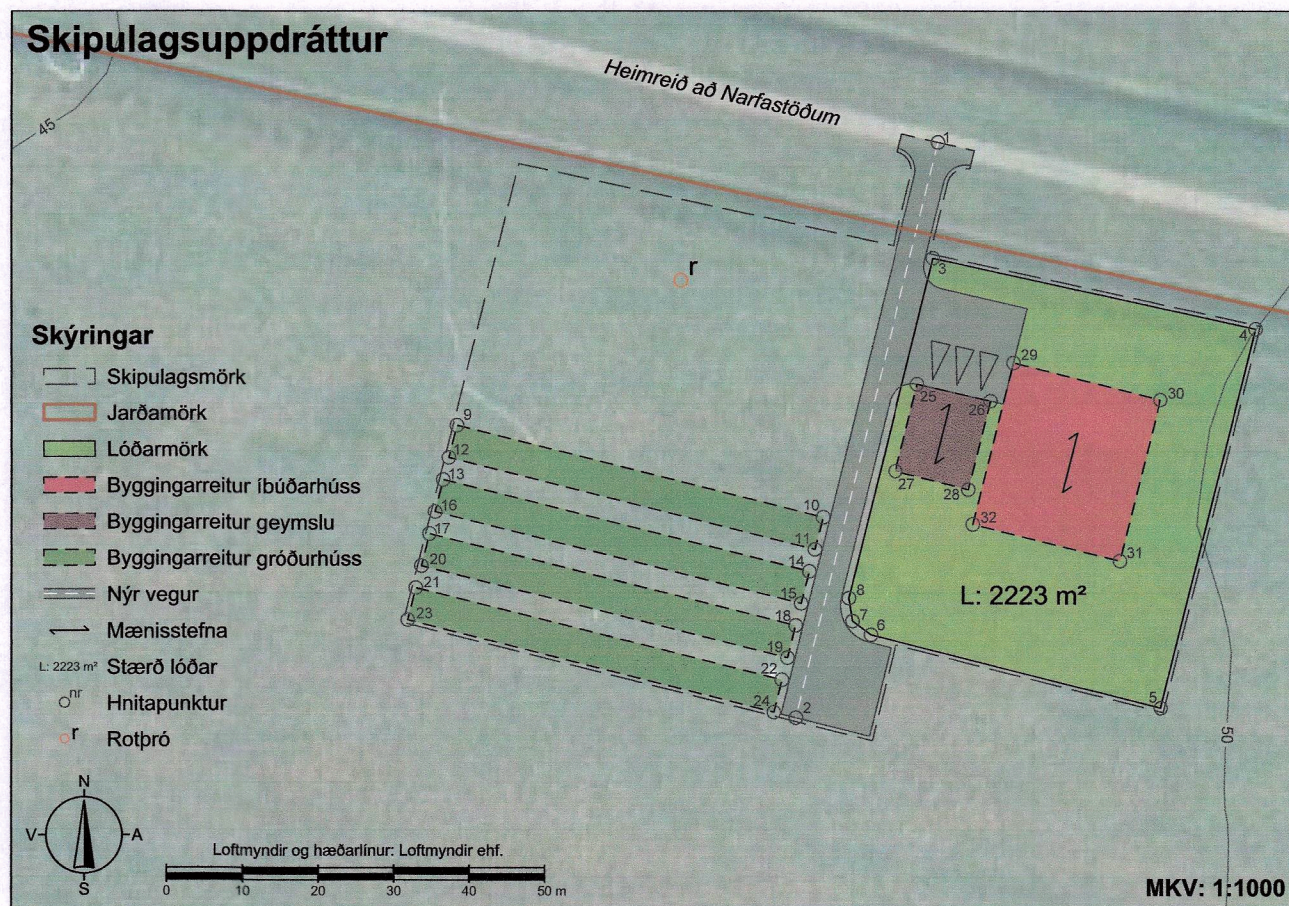 Skipulagsuppdráttur
Heimreið að Narfastöðum
45
1
r
3
4
29
30
25
26
27
28
32
31
9
12
13
16
17
20
21
23
10
11
14
15
18
19
22
24
2
8
7
6
5
L: 2223 m²
50
Skýringar
Skipulagsmörk
Jarðamörk
Lóðarmörk
Byggingarreitur íbúðarhúss
Byggingarreitur geymslu
Byggingarreitur gróðurhúss
Nýr vegur
Mænisstefna
L: 2223 m² Stærð lóðar
nr Hnitapunktur
r Rotþró
N
V A
S
Loftmyndir og hæðarlínur: Loftmyndir ehf.
0 10 20 30 40 50 m
MKV: 1:1000